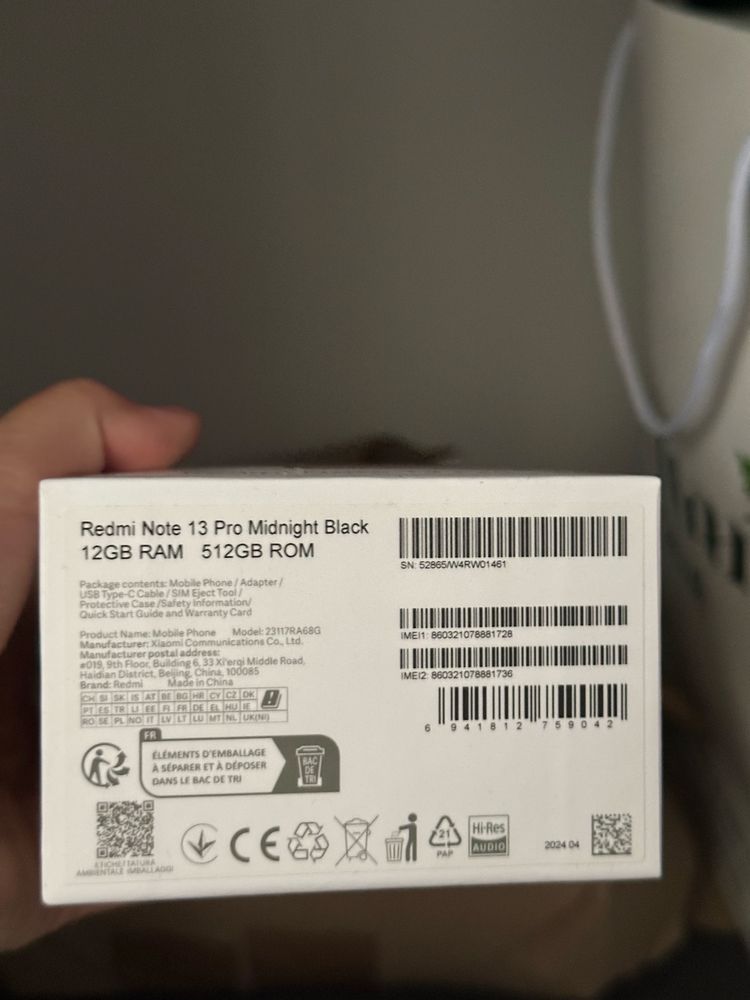 Redmi Note 13 Pro Midnight Black
12GB RAM 512GB ROM
Package contents: Mobile Phone / Adapter /
USB Type-C Cable / SIM Eject Tool /
Protective Case /Safety Information/
Quick Start Guide and Warranty Card
Product Name: Mobile Phone Model: 23117RA68G
Manufacturer: Xiaomi Communications Co., Ltd.
Manufacturer postal address:
#019, 9th Floor, Building 6, 33 Xi'erqi Middle Road,
Haidian District, Beijing, China, 100085
Brand: Redmi Made in China
CH SI SK IS AT BE BG HR CY CZ DK
PT ES TR LI EE FI FR DE EL HU IE
RO SE PL NO IT LV LT LU MT NL UK(NI)
FR
ÉLÉMENTS D'EMBALLAGE
À SÉPARER ET À DÉPOSER
DANS LE BAC DE TRI
BAC
DE
TRI
ETICHETTATURA
AMBIENTALE IMBALLAGGI
CE
21
PAP
Hi-Res
AUDIO
2024 04
SN: 52865/W4RW01461
IMEI1: 860321078881728
IMEI2: 860321078881736
6 941812 759042